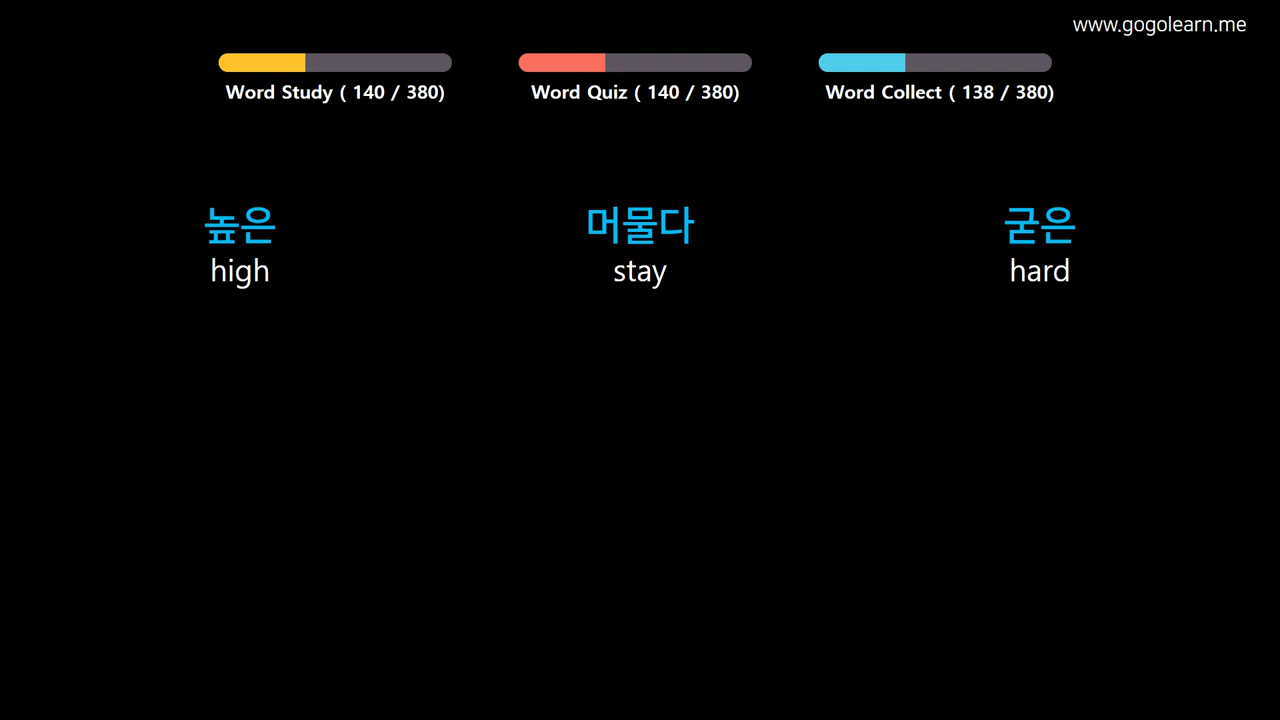 www.gogolearn.me
Word Study ( 140 / 380)
Word Quiz ( 140 / 380)
Word Collect ( 138 / 380)
높은
high
머물다
stay
굳은
hard